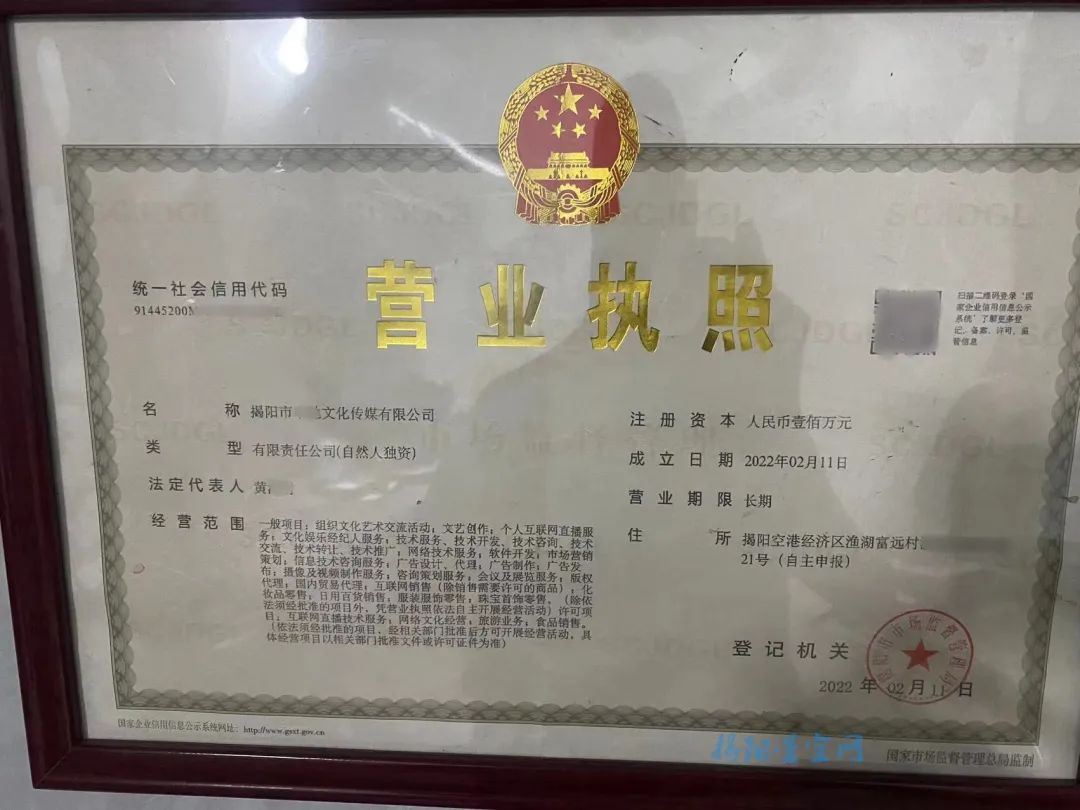 统一社会信用代码
91445200
营业执照
扫描二维码登录‘国
家企业信用信息公示
系统’了解更多登
记、备案、许可、监
管信息
名称 揭阳市 文化传媒有限公司
类型 有限责任公司(自然人独资)
法定代表人 黄
经营范围 一般项目：组织文化艺术交流活动；文艺创作；个人互联网直播服
务；文化娱乐经纪人服务；技术服务、技术开发、技术咨询、技术
交流、技术转让、技术推广；网络技术服务；软件开发；市场营销
策划；信息技术咨询服务；广告设计、代理；广告制作；广告发
布；摄像及视频制作服务；咨询策划服务；会议及展览服务；版权
代理；国内贸易代理；互联网销售（除销售需要许可的商品）；化
妆品零售；日用百货销售；服装服饰零售；珠宝首饰零售。（除依
法须经批准的项目外，凭营业执照依法自主开展经营活动）许可项
目：互联网直播技术服务；网络文化经营；旅游业务；食品销售。
（依法须经批准的项目，经相关部门批准后方可开展经营活动，具
体经营项目以相关部门批准文件或许可证件为准）
注册资本 人民币壹佰万元
成立日期 2022年02月11日
营业期限 长期
住所 揭阳空港经济区渔湖富远村
21号（自主申报）
登记机关
揭阳市市场监督管理局
2022 年 02 月 11 日
国家企业信用信息公示系统网址：http://www.gsxt.gov.cn
国家市场监督管理总局监制